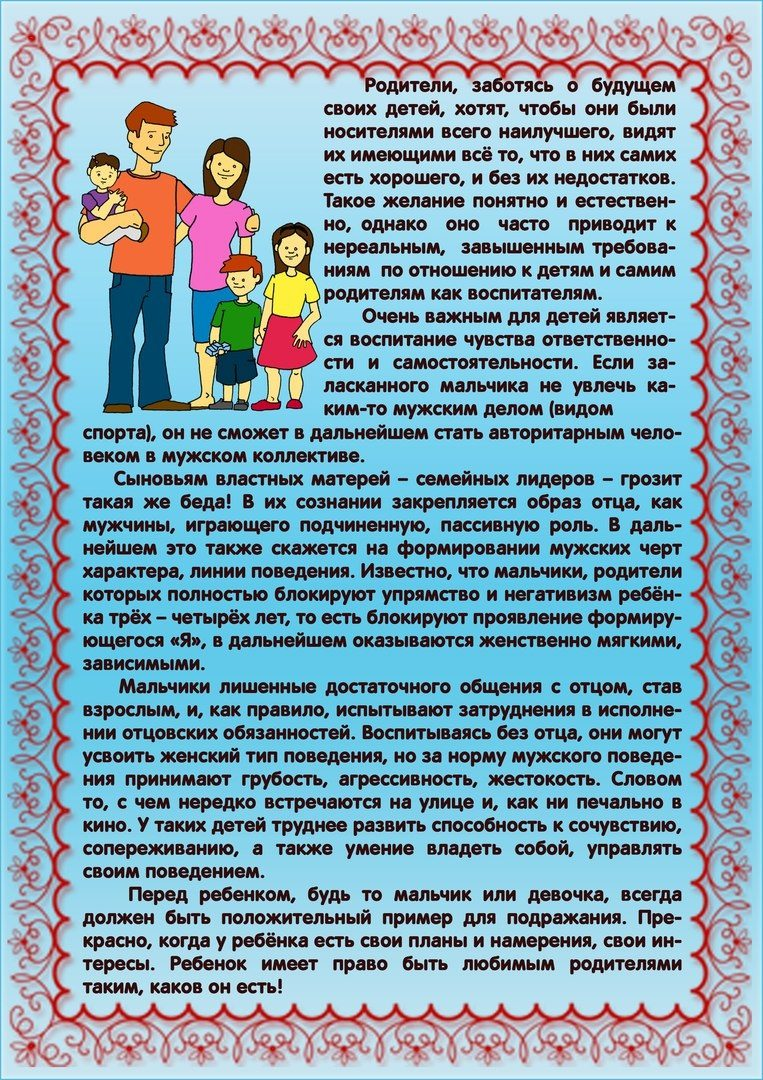 Родители, заботясь о будущем
своих детей, хотят, чтобы они были
носителями всего наилучшего, видят
их имеющими всё то, что в них самих
есть хорошего, и без их недостатков.
Такое желание понятно и естествен-
но, однако оно часто приводит к
нереальным, завышенным требова-
ниям по отношению к детям и самим
родителям как воспитателям.
Очень важным для детей являет-
ся воспитание чувства ответственно-
сти и самостоятельности. Если за-
ласканного мальчика не увлечь ка-
ким-то мужским делом (видом
спорта), он не сможет в дальнейшем стать авторитарным чело-
веком в мужском коллективе.
Сыновьям властных матерей – семейных лидеров – грозит
такая же беда! В их сознании закрепляется образ отца, как
мужчины, играющего подчиненную, пассивную роль. В даль-
нейшем это также скажется на формировании мужских черт
характера, линии поведения. Известно, что мальчики, родители
которых полностью блокируют упрямство и негативизм ребён-
ка трёх – четырёх лет, то есть блокируют проявление формиру-
ющегося «Я», в дальнейшем оказываются женственно мягкими,
зависимыми.
Мальчики лишенные достаточного общения с отцом, став
взрослым, и, как правило, испытывают затруднения в исполне-
нии отцовских обязанностей. Воспитываясь без отца, они могут
усвоить женский тип поведения, но за норму мужского поведе-
ния принимают грубость, агрессивность, жестокость. Словом
то, с чем нередко встречаются на улице и, как ни печально в
кино. У таких детей труднее развить способность к сочувствию,
сопереживанию, а также умение владеть собой, управлять
своим поведением.
Перед ребенком, будь то мальчик или девочка, всегда
должен быть положительный пример для подражания. Пре-
красно, когда у ребёнка есть свои планы и намерения, свои ин-
тересы. Ребенок имеет право быть любимым родителями
таким, каков он есть!